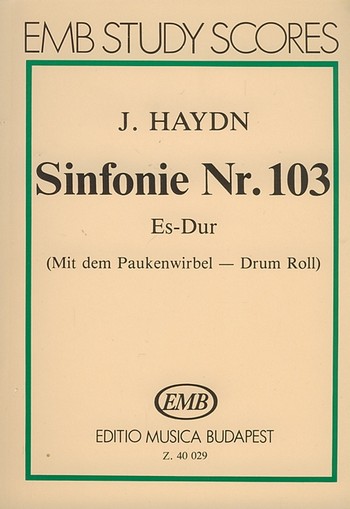 EMB STUDY SCORES
J. HAYDN
Sinfonie Nr. 103
Es-Dur
(Mit dem Paukenwirbel — Drum Roll)
EMB
EDITIO MUSICA BUDAPEST
Z. 40 029